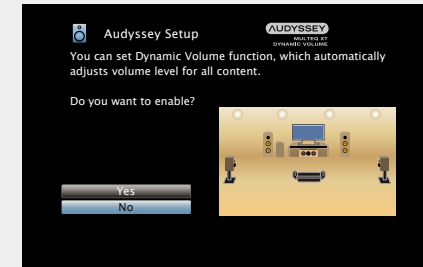 Audyssey Setup
AUDYSSEY
MULTEQ XT
DYNAMIC VOLUME
You can set Dynamic Volume function, which automatically
adjusts volume level for all content.
Do you want to enable?
Yes
No